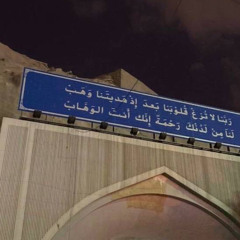 ربنا لا تزغ قلوبنا بعد إذ هديتنا وهب
لنا من لدنك رحمة إنك أنت الوهاب